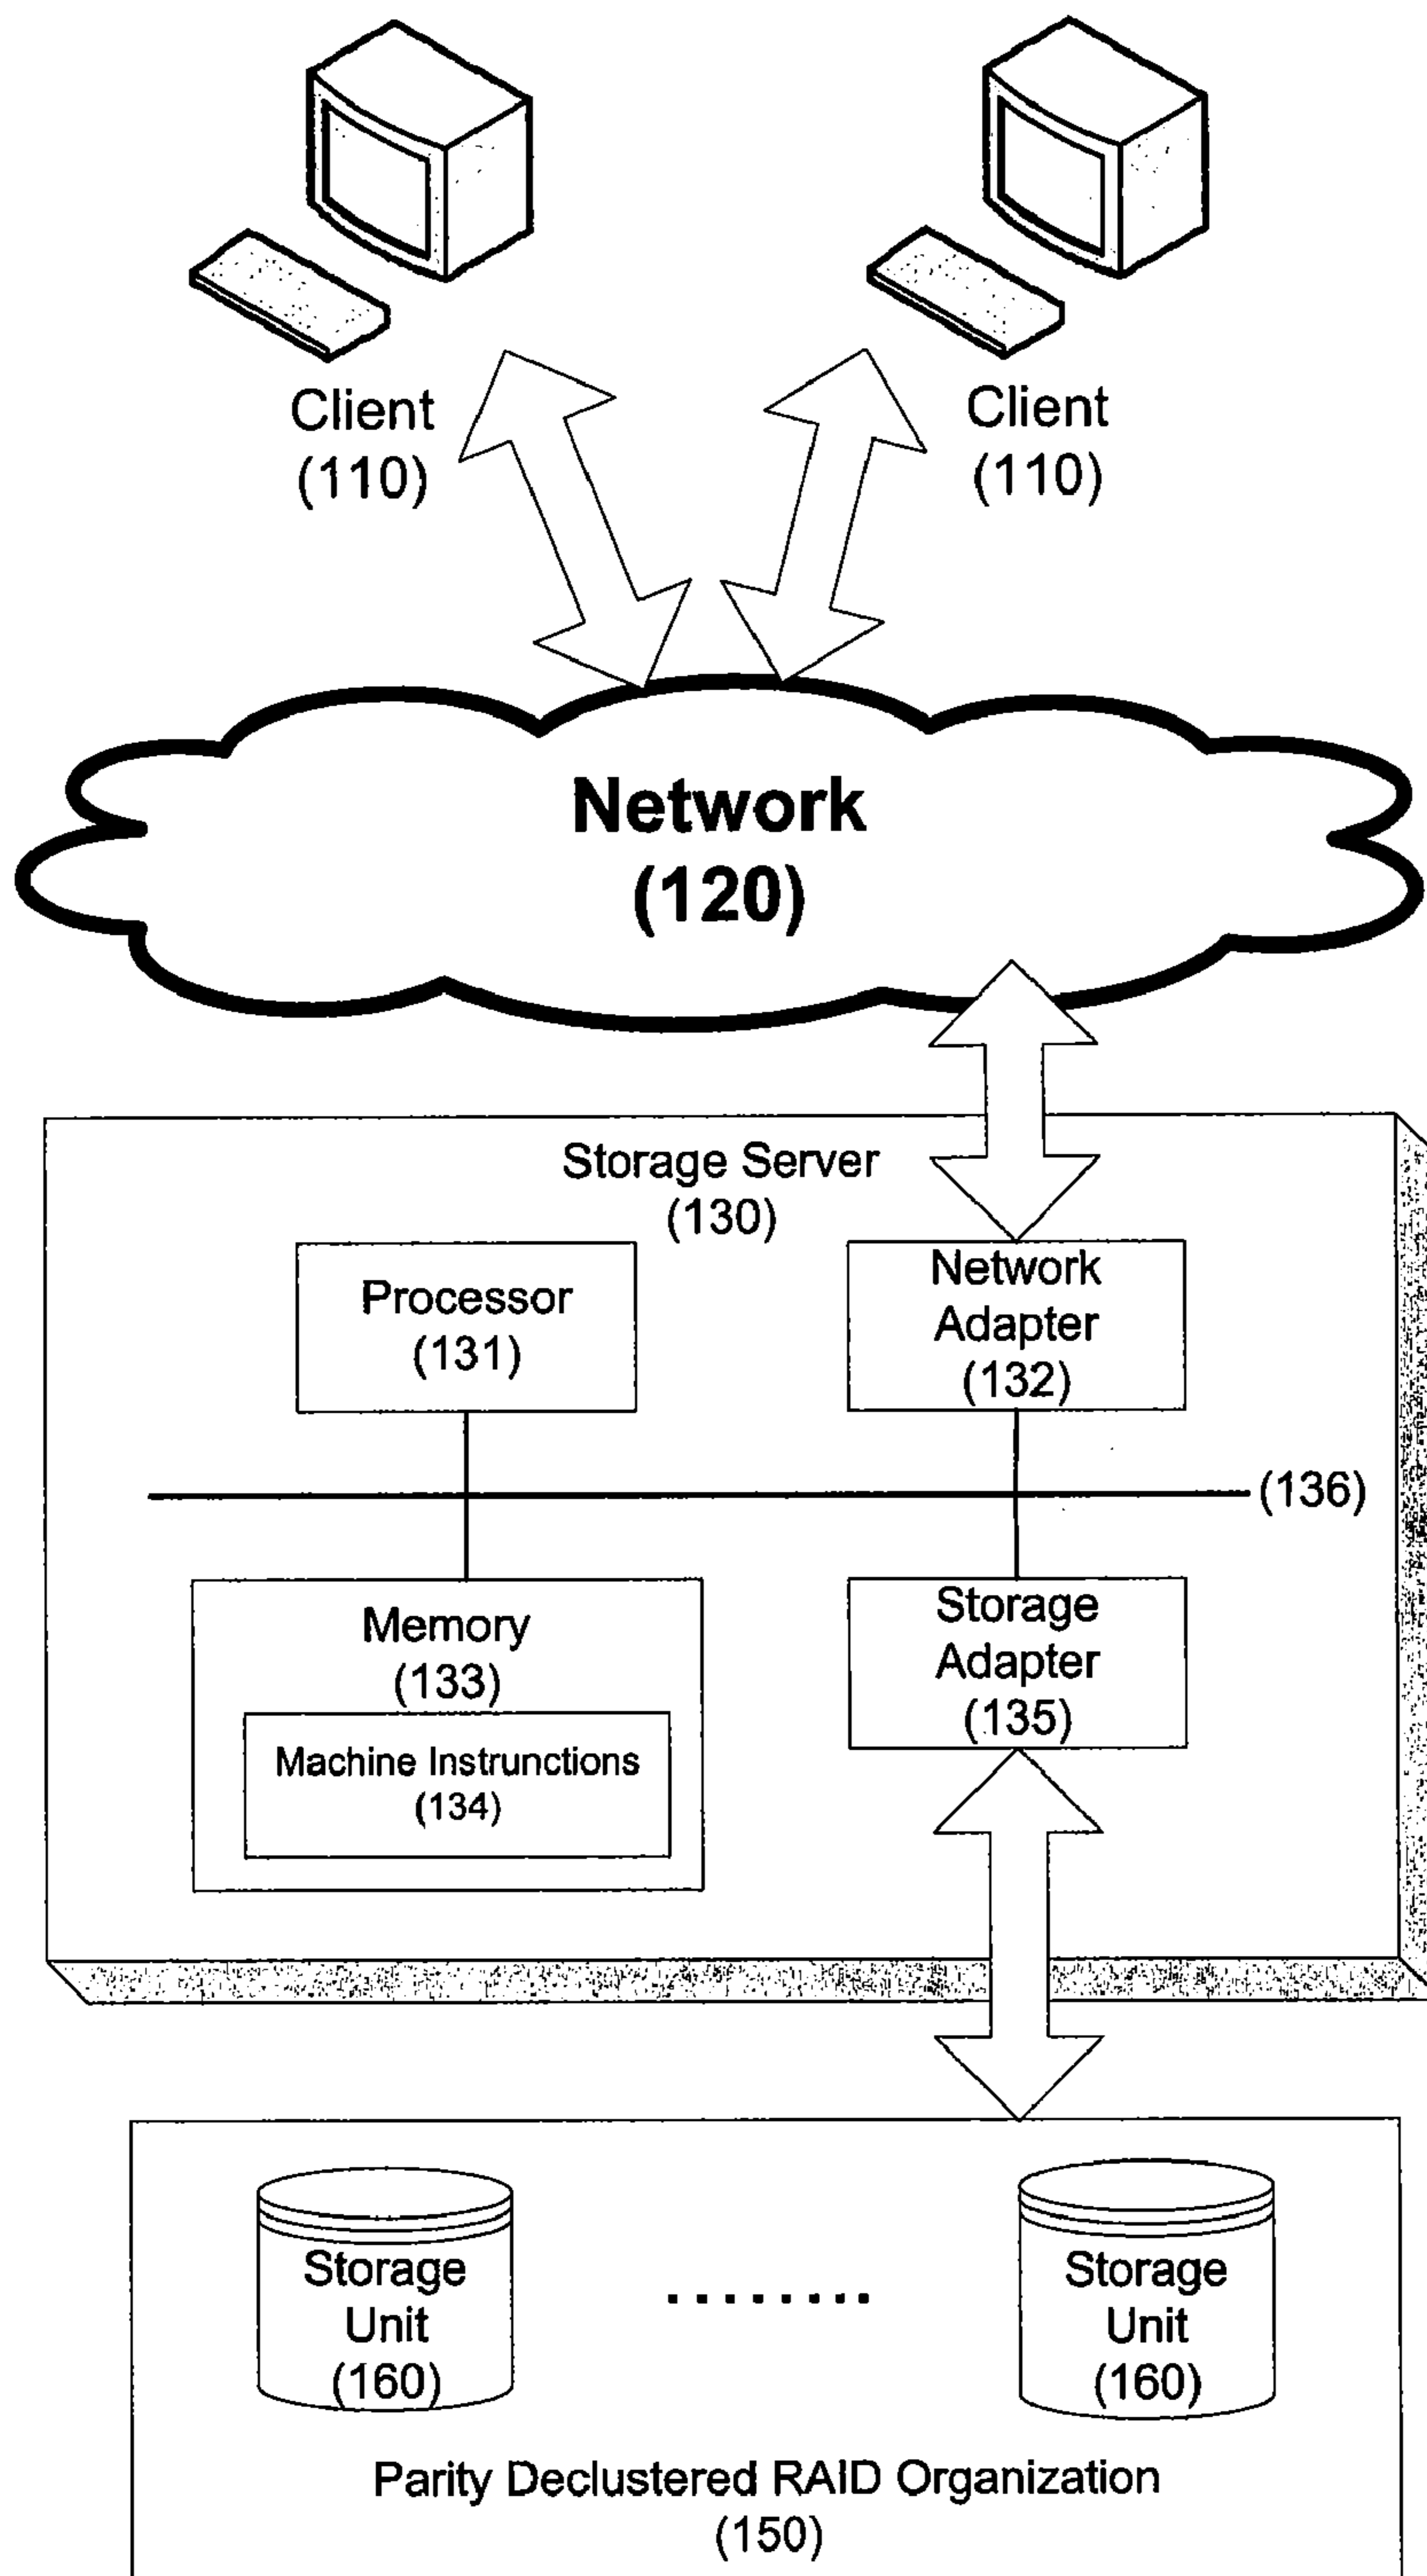 Client
(110)
Client
(110)
Network
(120)
Storage Server
(130)
Processor
(131)
Network
Adapter
(132)
(136)
Memory
(133)
Machine Instrunctions
(134)
Storage
Adapter
(135)
Storage
Unit
(160)
........
Storage
Unit
(160)
Parity Declustered RAID Organization
(150)